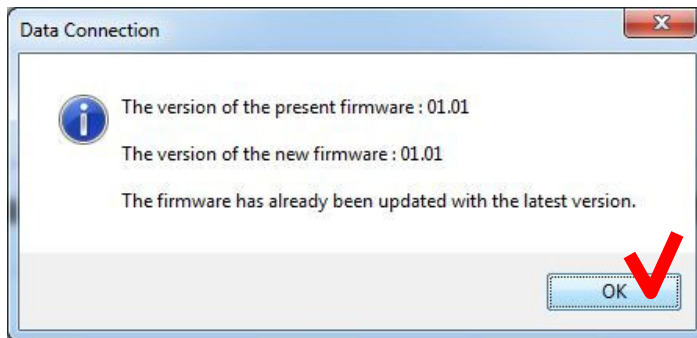 Data Connection
The version of the present firmware : 01.01
The version of the new firmware : 01.01
The firmware has already been updated with the latest version.
OK